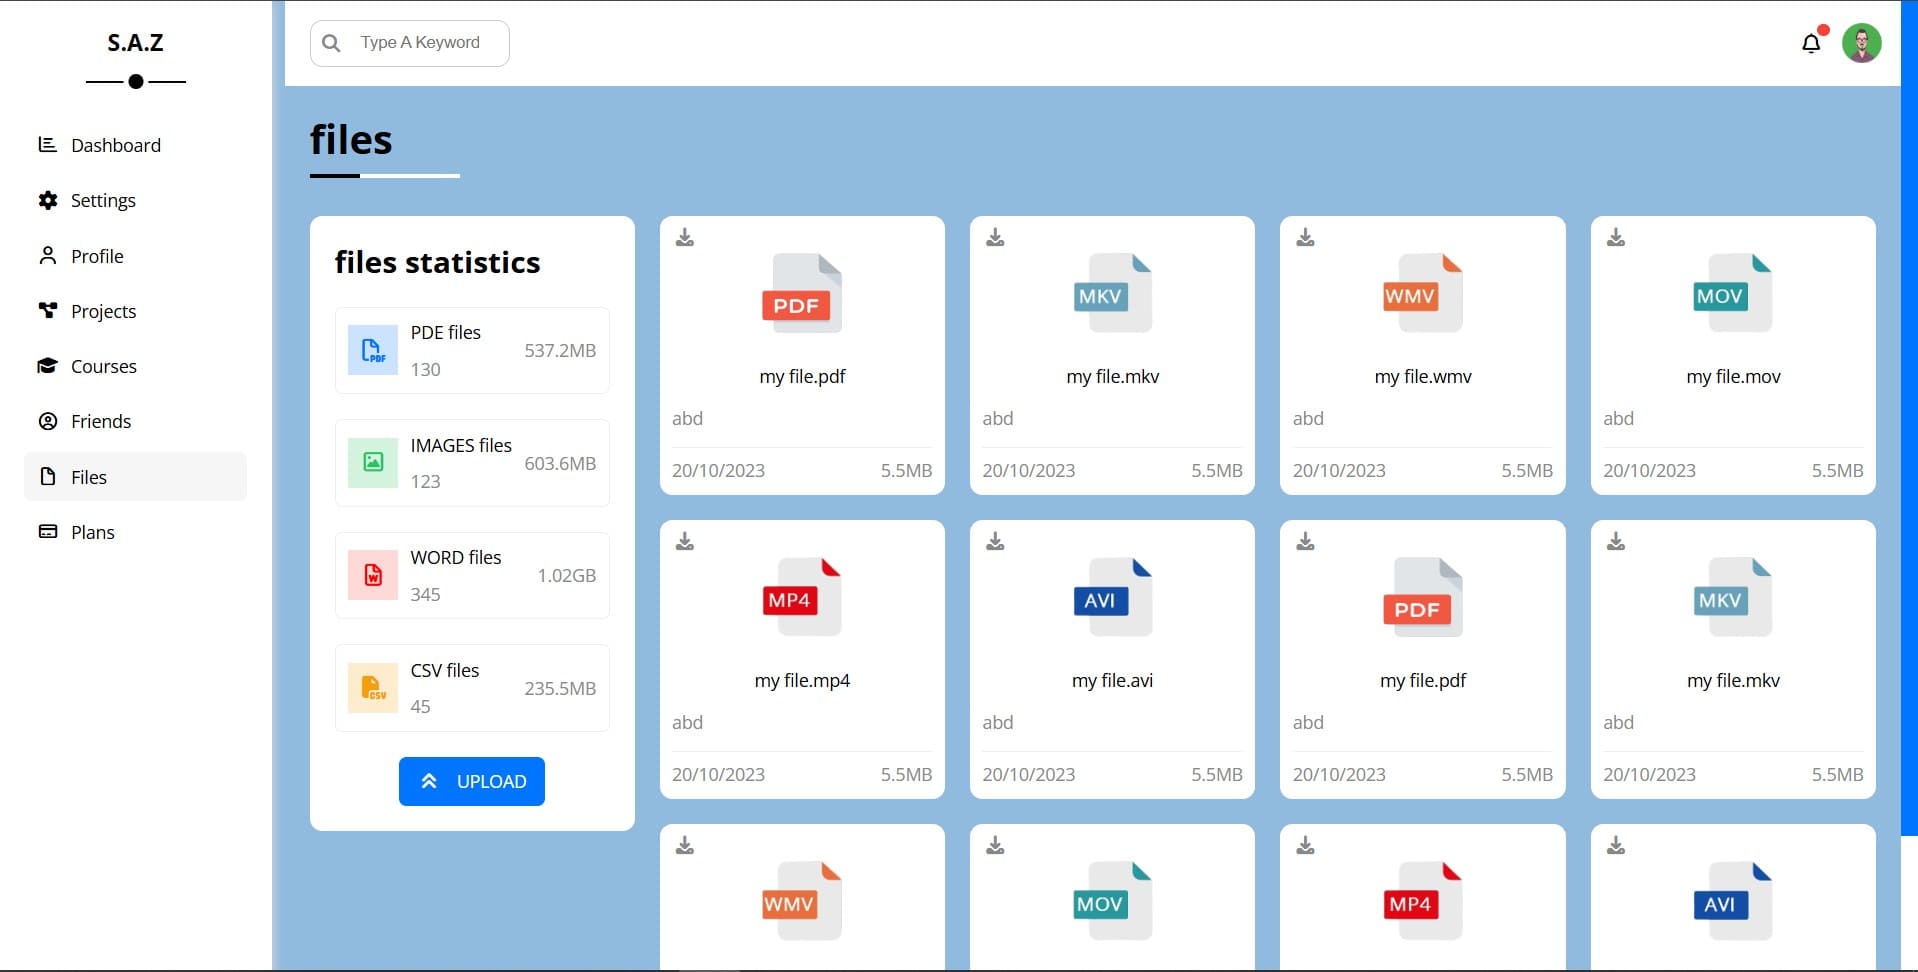 S.A.Z
Dashboard
Settings
Profile
Projects
Courses
Friends
Files
Plans
Type A Keyword
files
files statistics
PDF
PDE files
130
537.2MB
IMAGES files
123
603.6MB
W
WORD files
345
1.02GB
CSV
CSV files
45
235.5MB
UPLOAD
PDF
my file.pdf
abd
20/10/2023 5.5MB
MKV
my file.mkv
abd
20/10/2023 5.5MB
WMV
my file.wmv
abd
20/10/2023 5.5MB
MOV
my file.mov
abd
20/10/2023 5.5MB
MP4
my file.mp4
abd
20/10/2023 5.5MB
AVI
my file.avi
abd
20/10/2023 5.5MB
PDF
my file.pdf
abd
20/10/2023 5.5MB
MKV
my file.mkv
abd
20/10/2023 5.5MB
WMV
MOV
MP4
AVI